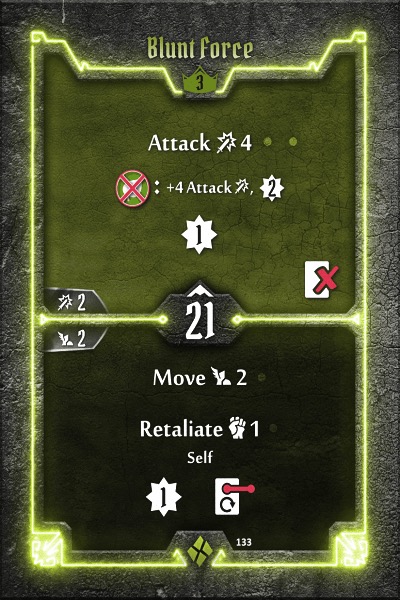 Blunt Force
3
Attack 4
: +4 Attack , 2
1
2
21
2
Move 2
Retaliate 1
Self
1
133